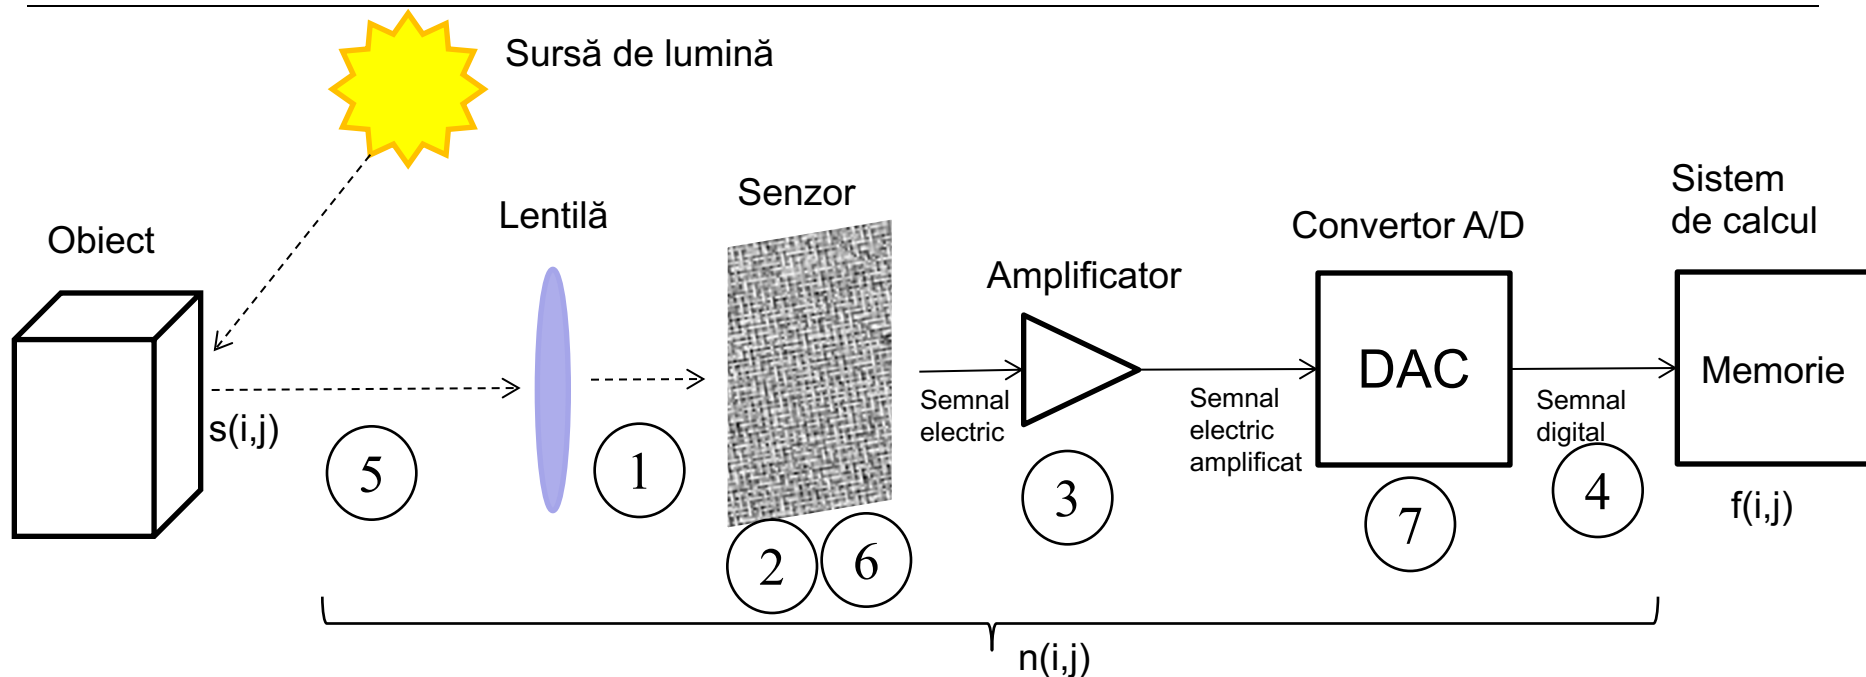 Sursă de lumină
Obiect
Lentilă
Senzor
Amplificator
Convertor A/D
Sistem
de calcul
DAC
Memorie
Semnal
electric
Semnal
electric
amplificat
Semnal
digital
s(i,j)
5
1
2
6
3
7
4
f(i,j)
n(i,j)